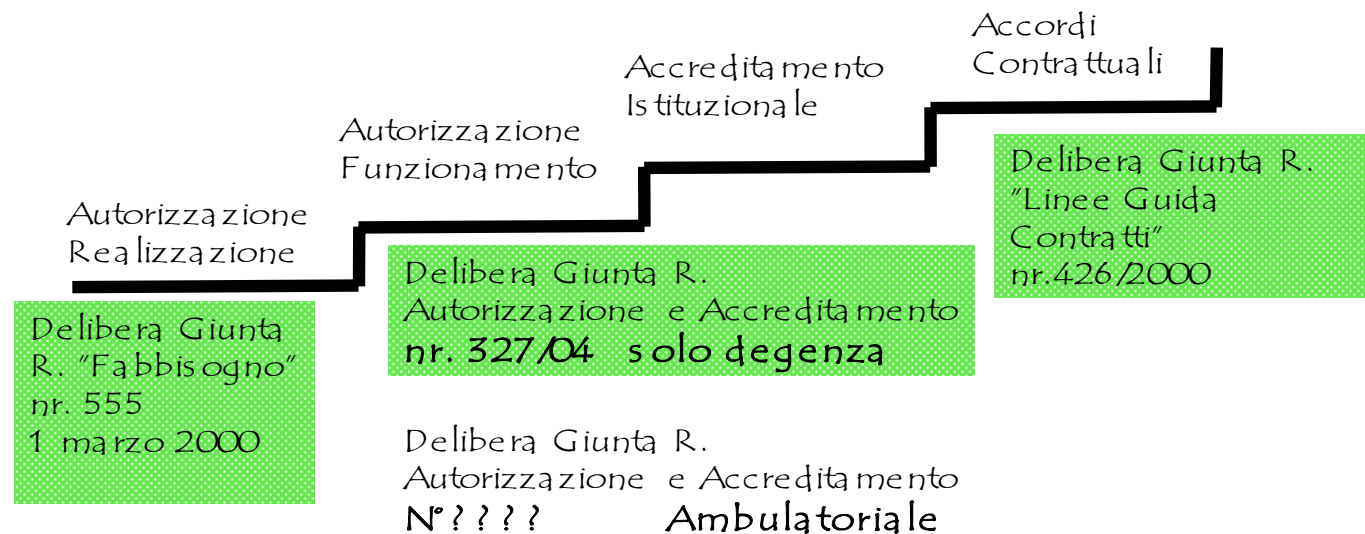 Autorizzazione
Realizzazione
Delibera Giunta
R. "Fabbisogno"
nr. 555
1 marzo 2000
Autorizzazione
Funzionamento
Accreditamento
Istituzionale
Delibera Giunta R.
Autorizzazione e Accreditamento
nr. 327/04 solo degenza
Delibera Giunta R.
Autorizzazione e Accreditamento
N°???? Ambulatoriale
Accordi
Contrattuali
Delibera Giunta R.
"Linee Guida
Contratti"
nr.426/2000